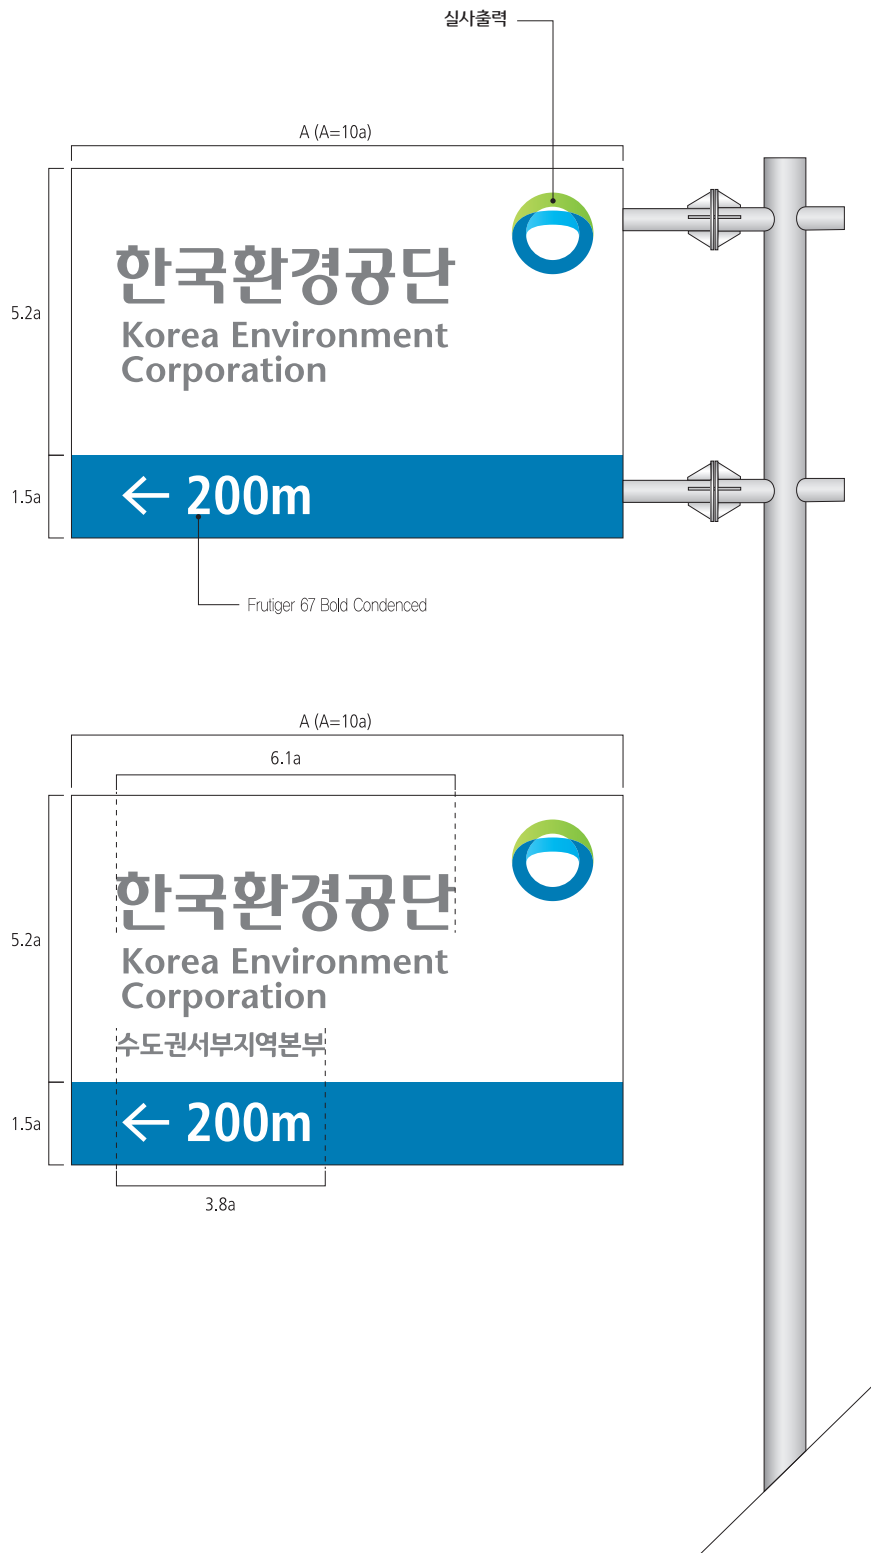 실사출력
A (A=10a)
5.2a
한국환경공단
Korea Environment
Corporation
1.5a
← 200m
Frutiger 67 Bold Condenced
A (A=10a)
6.1a
5.2a
한국환경공단
Korea Environment
Corporation
수도권서부지역본부
1.5a
← 200m
3.8a